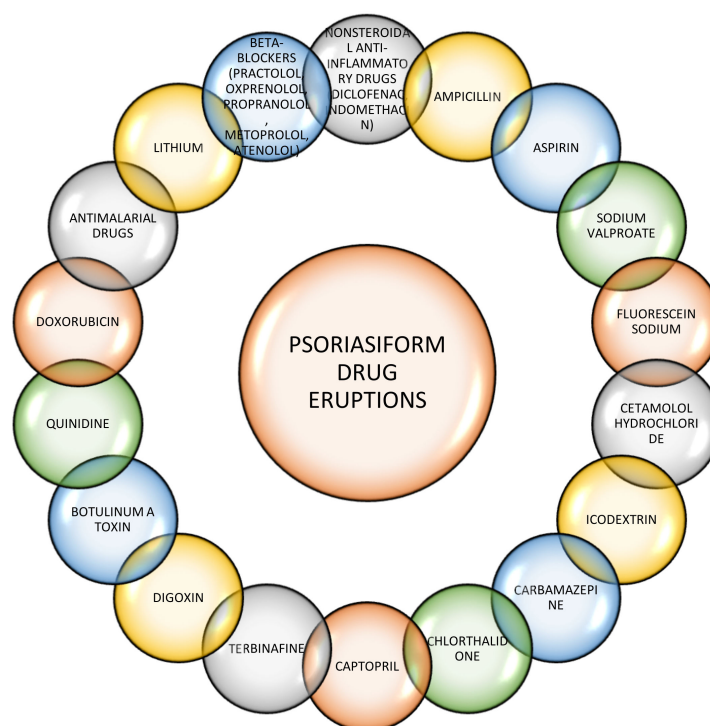 NONSTEROIDA
L ANTI-
INFLAMMATO
RY DRUGS
(DICLOFENAC,
INDOMETHACI
N)
AMPICILLIN
ASPIRIN
SODIUM
VALPROATE
FLUORESCEIN
SODIUM
CETAMOLOL
HYDROCHLORI
DE
ICODEXTRIN
CARBAMAZEPI
NE
CHLORTHALID
ONE
CAPTOPRIL
TERBINAFINE
DIGOXIN
BOTULINUM A
TOXIN
QUINIDINE
DOXORUBICIN
ANTIMALARIAL
DRUGS
LITHIUM
BETA-
BLOCKERS
(PRACTOLOL,
OXPRENOLOL,
PROPRANOLOL
,
METOPROLOL,
ATENOLOL)
PSORIASIFORM
DRUG
ERUPTIONS